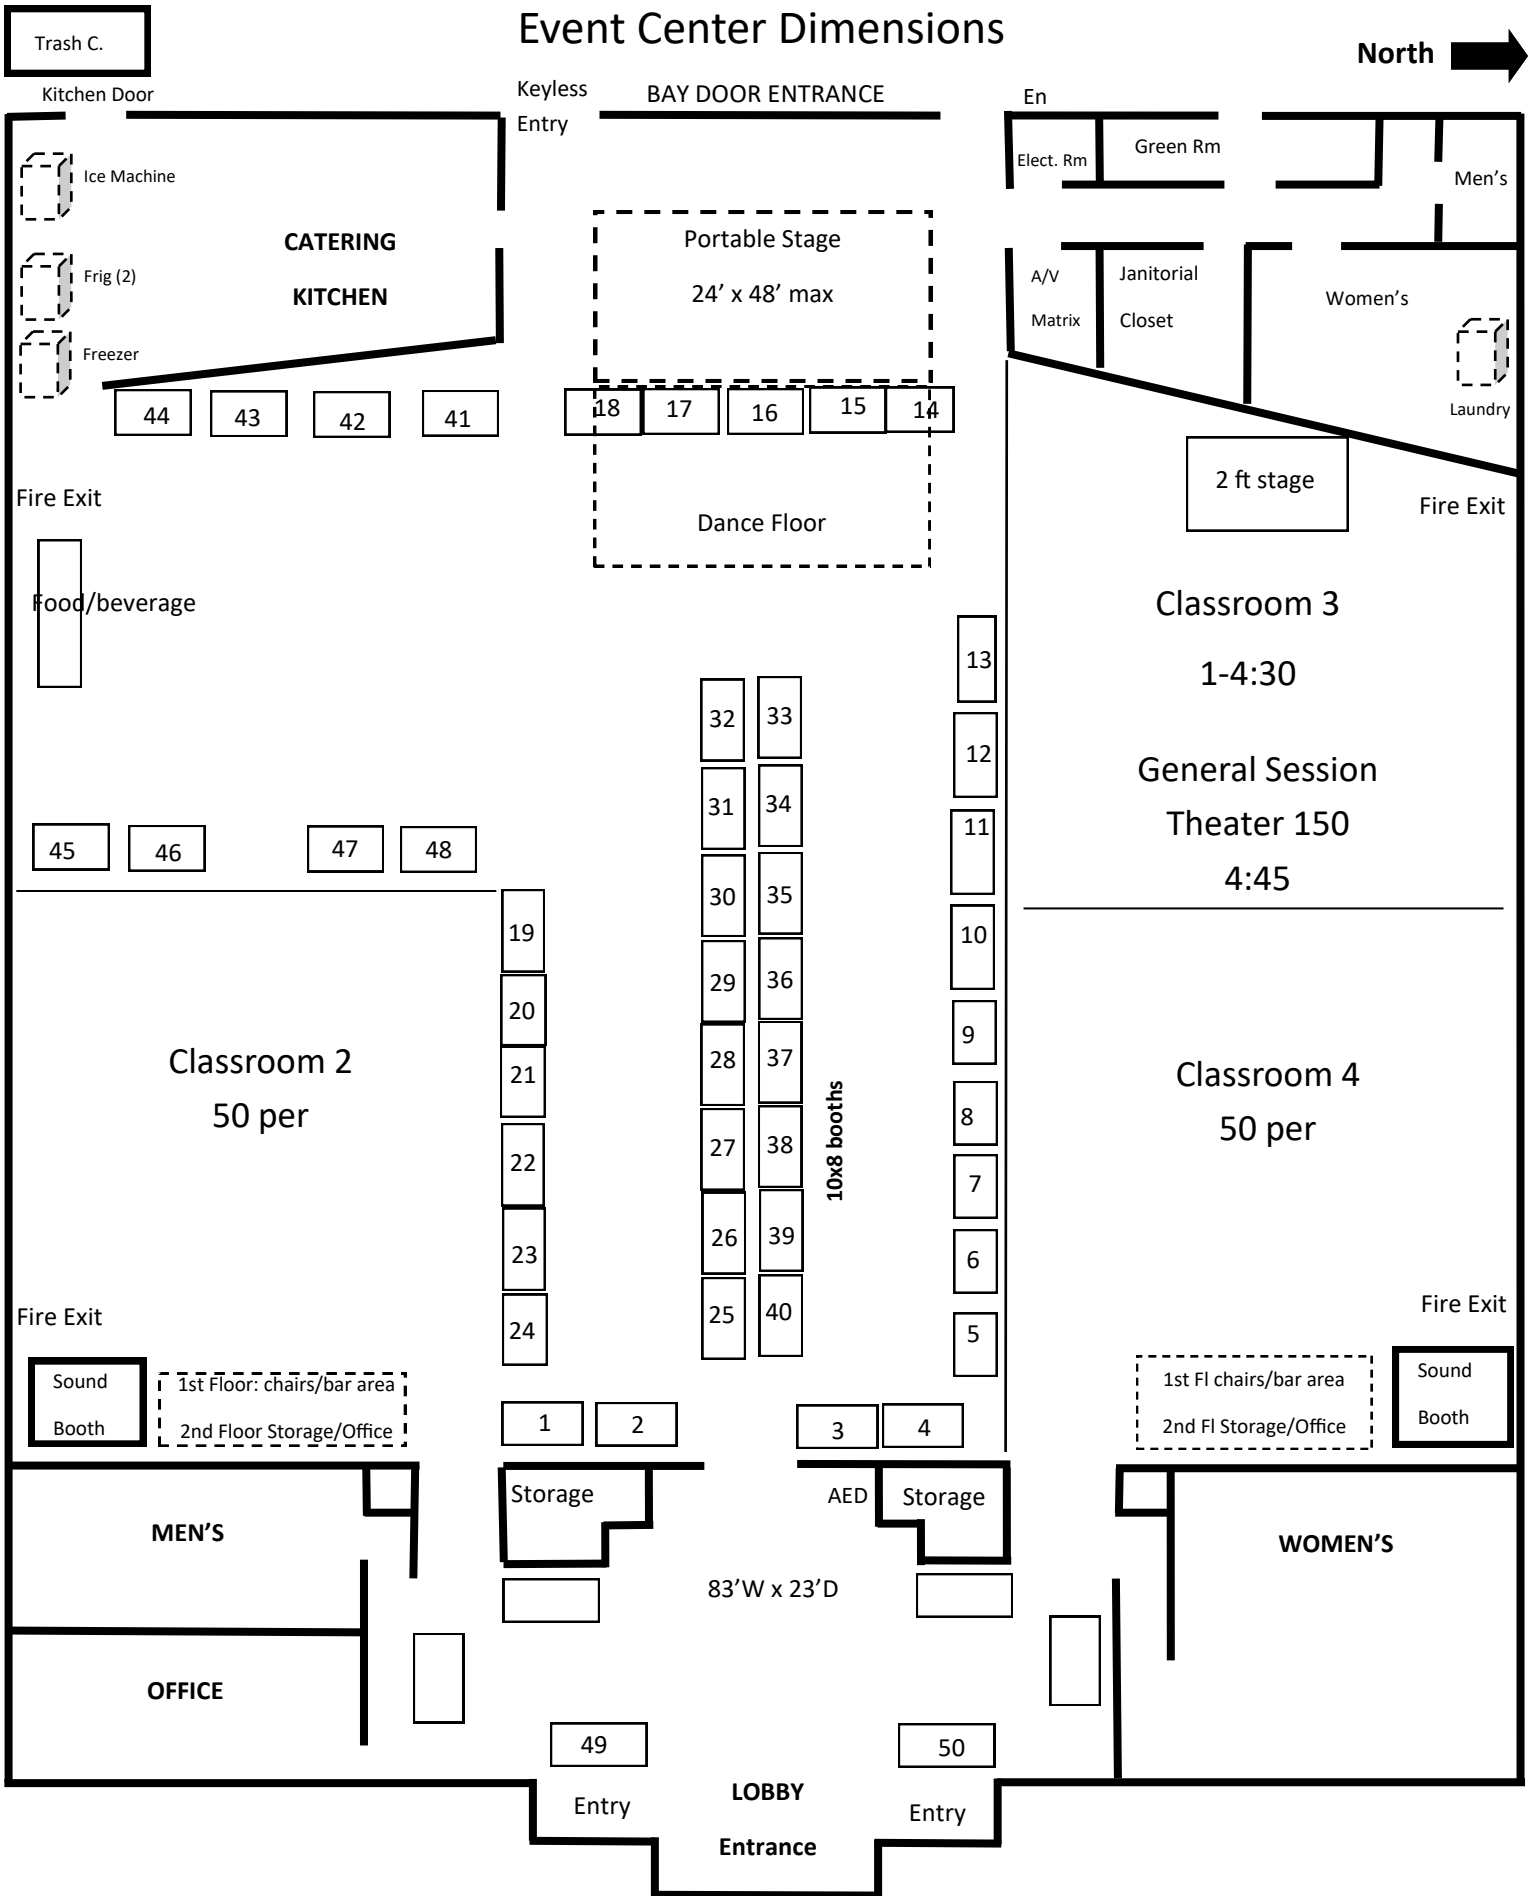 Event Center Dimensions
Trash C.
North
Kitchen Door
Keyless
Entry
BAY DOOR ENTRANCE
En
Ice Machine
CATERING
KITCHEN
Frig (2)
Freezer
Portable Stage
24’ x 48’ max
Elect. Rm
Green Rm
Men’s
A/V
Matrix
Janitorial
Closet
Women’s
Laundry
44
43
42
41
18
17
16
15
14
2 ft stage
Fire Exit
Fire Exit
Dance Floor
Food/beverage
Classroom 3
1-4:30
General Session
Theater 150
4:45
13
12
11
10
9
8
7
6
5
32
33
31
34
30
35
29
36
28
37
27
38
26
39
25
40
10x8 booths
45
46
47
48
19
20
21
22
23
24
Classroom 2
50 per
Classroom 4
50 per
Fire Exit
Fire Exit
Sound
Booth
1st Floor: chairs/bar area
2nd Floor Storage/Office
1
2
3
4
1st Fl chairs/bar area
2nd Fl Storage/Office
Sound
Booth
MEN’S
Storage
AED
Storage
WOMEN’S
83’W x 23’D
OFFICE
49
50
Entry
LOBBY
Entrance
Entry